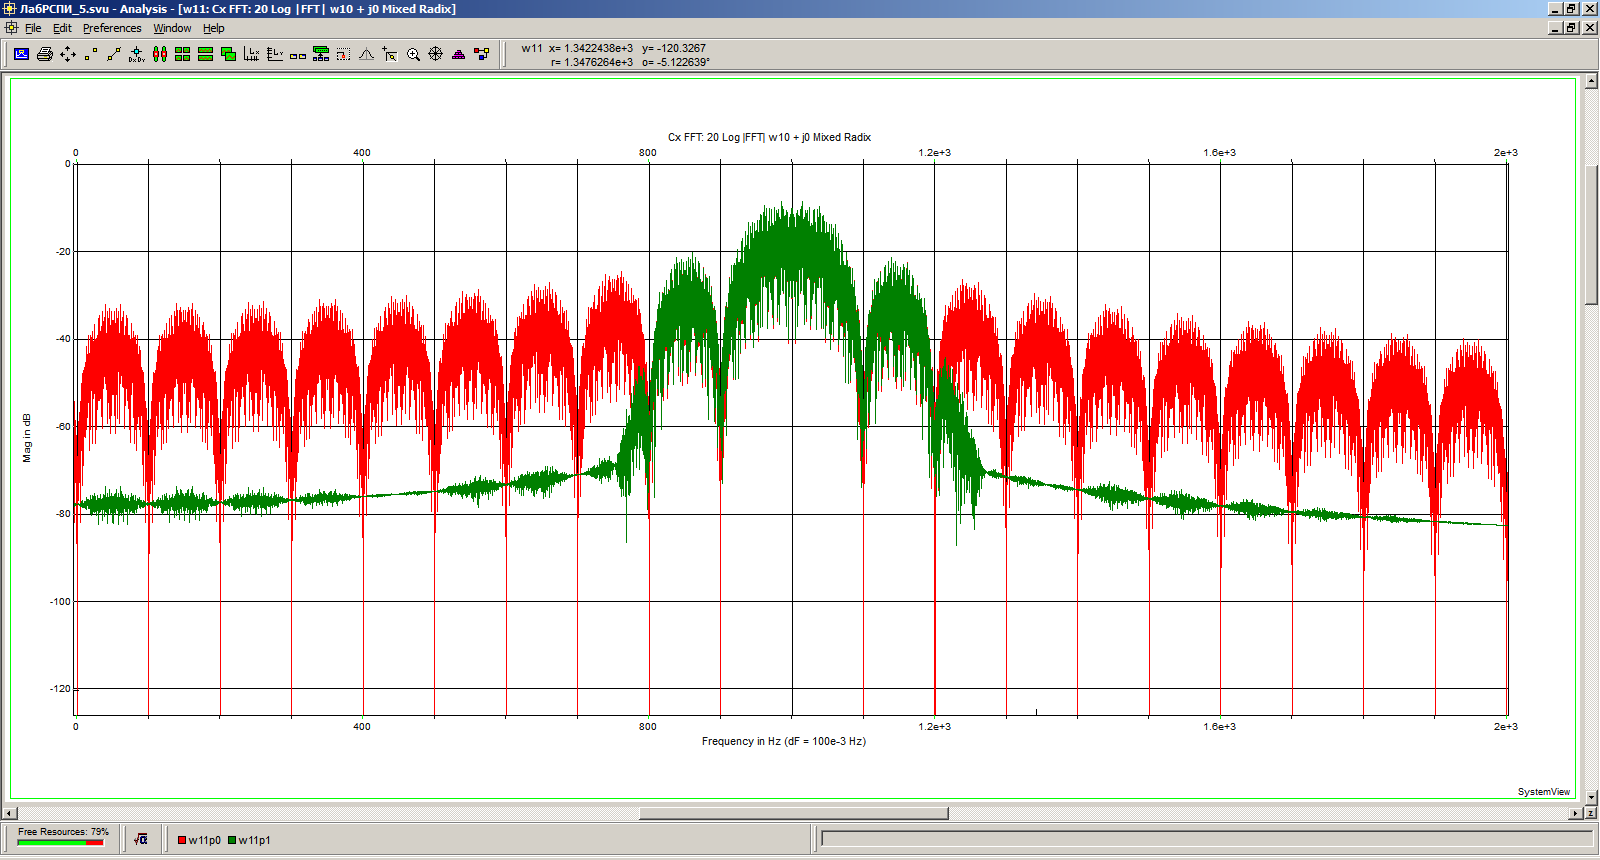 ЛабРСПИ_5.svu - Analysis - [w11: Cx FFT: 20 Log |FFT| w10 + j0 Mixed Radix]
File Edit Preferences Window Help
w11 x= 1.3422438e+3 y= -120.3267
r= 1.3476264e+3 o= -5.122639°
Cx FFT: 20 Log |FFT| w10 + j0 Mixed Radix
0 400 800 1.2e+3 1.6e+3 2e+3
0
-20
-40
-60
-80
-100
-120
Mag in dB
0 400 800 1.2e+3 1.6e+3 2e+3
Frequency in Hz (dF = 100e-3 Hz)
SystemView
Free Resources: 79%
w11p0 w11p1